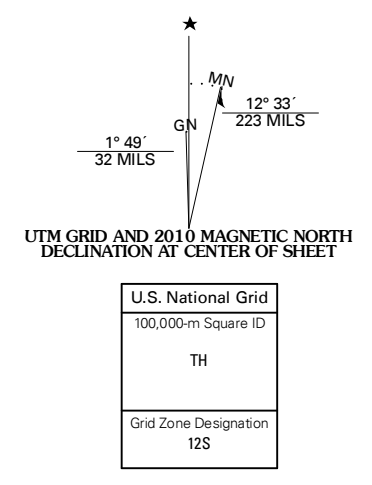 ★
MN
GN
12° 33´
223 MILS
1° 49´
32 MILS
UTM GRID AND 2010 MAGNETIC NORTH
DECLINATION AT CENTER OF SHEET
U.S. National Grid
100,000-m Square ID
TH
Grid Zone Designation
12S